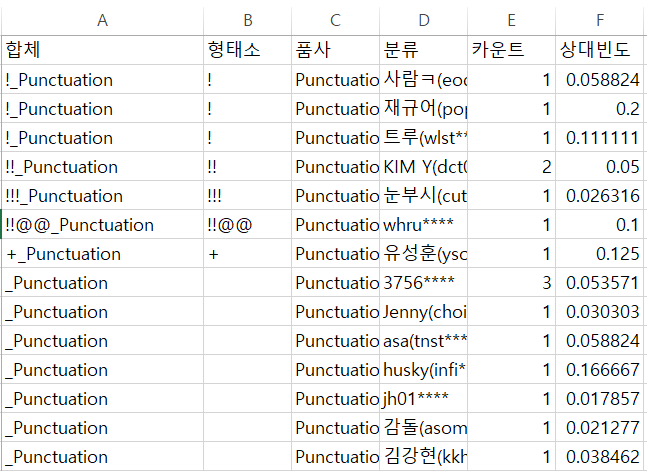 A B C D E F
합체 형태소 품사 분류 카운트 상대빈도
!_Punctuation ! Punctuatio 사람ㅋ(eoc 1 0.058824
!_Punctuation ! Punctuatio 재규어(pop 1 0.2
!_Punctuation ! Punctuatio 트루(wlst** 1 0.111111
!!_Punctuation !! Punctuatio KIM Y(dct0 2 0.05
!!!_Punctuation !!! Punctuatio 눈부시(cut 1 0.026316
!!@@_Punctuation !!@@ Punctuatio whru**** 1 0.1
+_Punctuation + Punctuatio 유성훈(yso 1 0.125
_Punctuation Punctuatio 3756**** 3 0.053571
_Punctuation Punctuatio Jenny(choi 1 0.030303
_Punctuation Punctuatio asa(tnst*** 1 0.058824
_Punctuation Punctuatio husky(infi* 1 0.166667
_Punctuation Punctuatio jh01**** 1 0.017857
_Punctuation Punctuatio 감돌(asom 1 0.021277
_Punctuation Punctuatio 김강현(kkh 1 0.038462